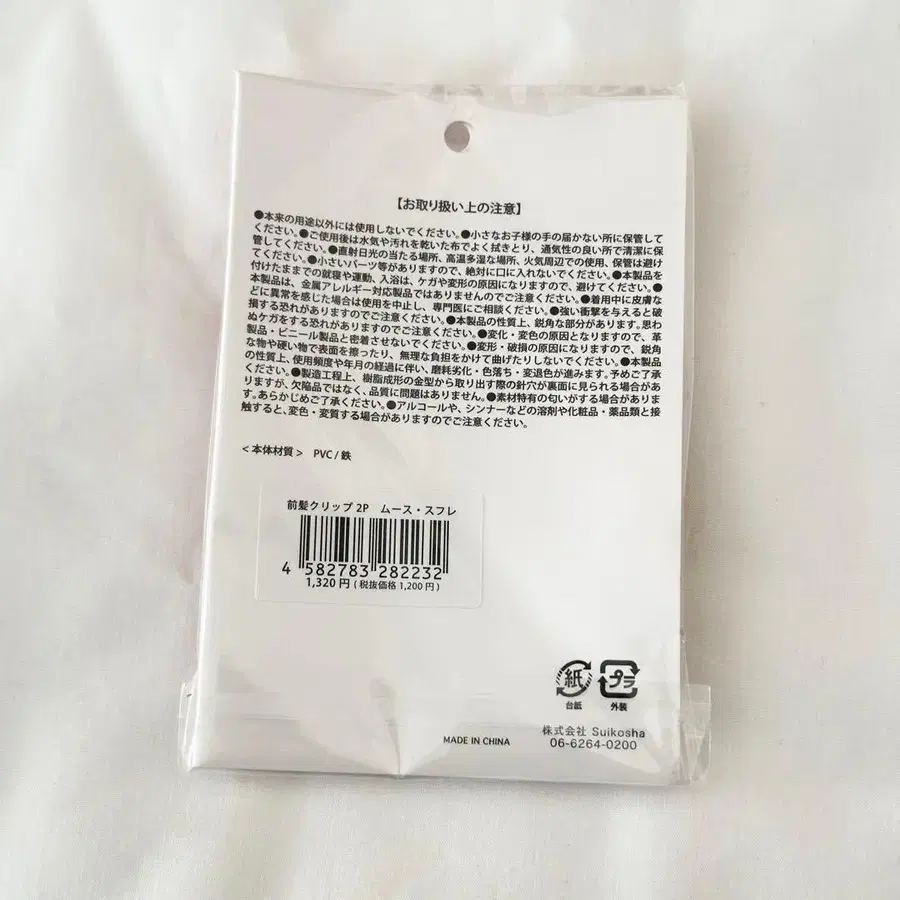 【お取り扱い上の注意】
●本来の用途以外には使用しないでください。●小さなお子様の手の届かない所に保管して
ください。●ご使用後は水気や汚れを乾いた布でよく拭きとり、通気性の良い所で清潔に保
管してください。●直射日光の当たる場所、高温多湿な場所、火気周辺での使用、保管は避けて
ください。●小さいパーツ等がありますので、絶対に口に入れないでください。●本製品を
付けたままでの就寝や運動、入浴は、ケガや変形の原因になりますので、避けてください。●
本製品は、金属アレルギー対応製品ではありませんのでご注意ください。●着用中に皮膚な
どに異常を感じた場合は使用を中止し、専門医にご相談ください。●強い衝撃を与えると破
損する恐れがありますのでご注意ください。●本製品の性質上、鋭角な部分があります。思わ
ぬケガをする恐れがありますのでご注意ください。●変化・変色の原因となりますので、革
製品・ビニール製品と密着させないでください。●変形・破損の原因になりますので、鋭角
な物や硬い物で表面を擦ったり、無理な負担をかけて曲げたりしないでください。●本製品
の性質上、使用頻度や年月の経過に伴い、磨耗劣化・色落ち・変退色が進みます。予めご了承
ください。●製造工程上、樹脂成形の金型から取り出す際の針穴が裏面に見られる場合があ
りますが、欠陥品ではなく、品質に問題はありません。●素材特有の匂いがする場合がありま
す。あらかじめご了承ください。●アルコールや、シンナーなどの溶剤や化粧品・薬品類と接
触すると、変色・変質する場合がありますのでご注意ください。
<本体材質> PVC / 鉄
前髪クリップ 2P ムース・スフレ
4 582783 282232
1,320円 (税抜価格 1,200円)
紙 プラ
台紙 外装
MADE IN CHINA
株式会社 Suikosha
06-6264-0200